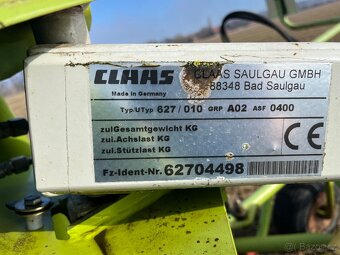 CLAAS
Made in Germany
CLAAS SAULGAU GMBH
88348 Bad Saulgau
Typ/UTyp 627 / 010 GRP A02 ASF 0400
zulGesamtgewicht KG
zul.Achslast KG
zul.Stützlast KG
CE
Fz-Ident-Nr. 62704498